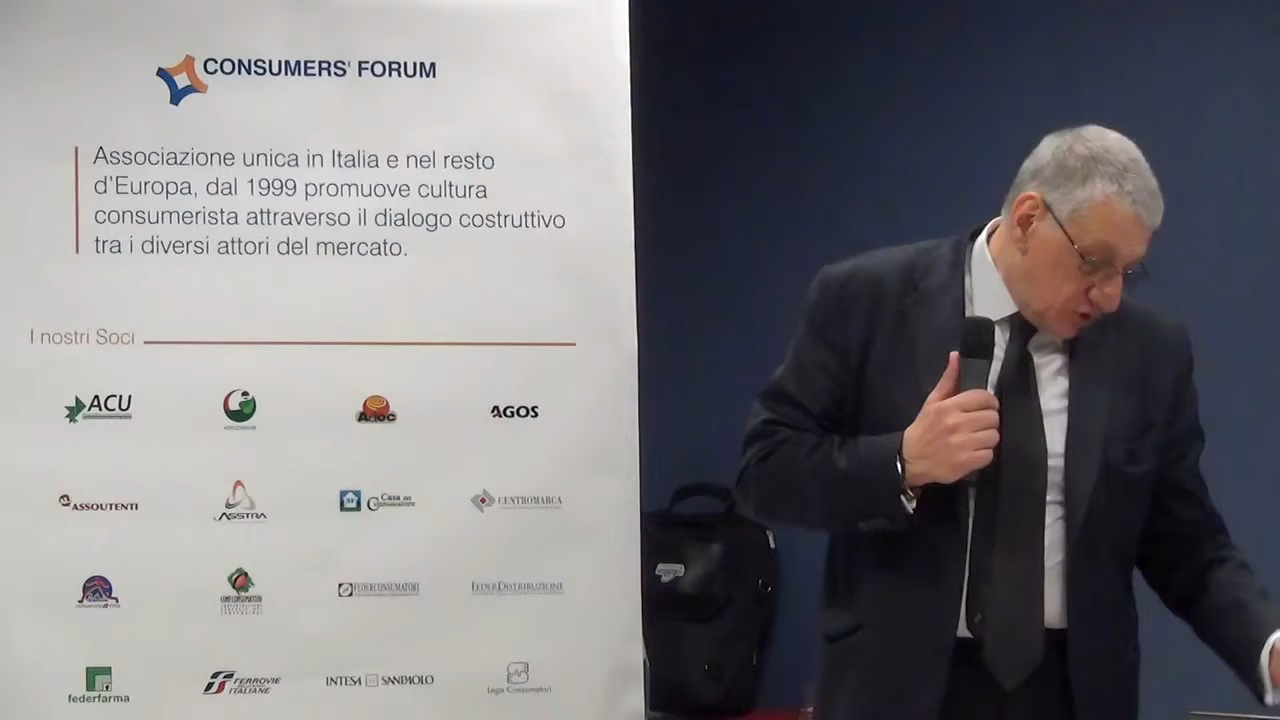 CONSUMERS' FORUM
Associazione unica in Italia e nel resto
d'Europa, dal 1999 promuove cultura
consumerista attraverso il dialogo costruttivo
tra i diversi attori del mercato.
I nostri Soci
ACU
Adoc
AGOS
ASSOUTENTI
ASSTRA
Casa del
Consumatore
CENTROMARCA
CONFCONSUMATORI
FEDERCONSUMATORI
FEDERDISTRIBUZIONE
federfarma
FERROVIE
ITALIANE
INTESA SANPAOLO
Lega Consumatori